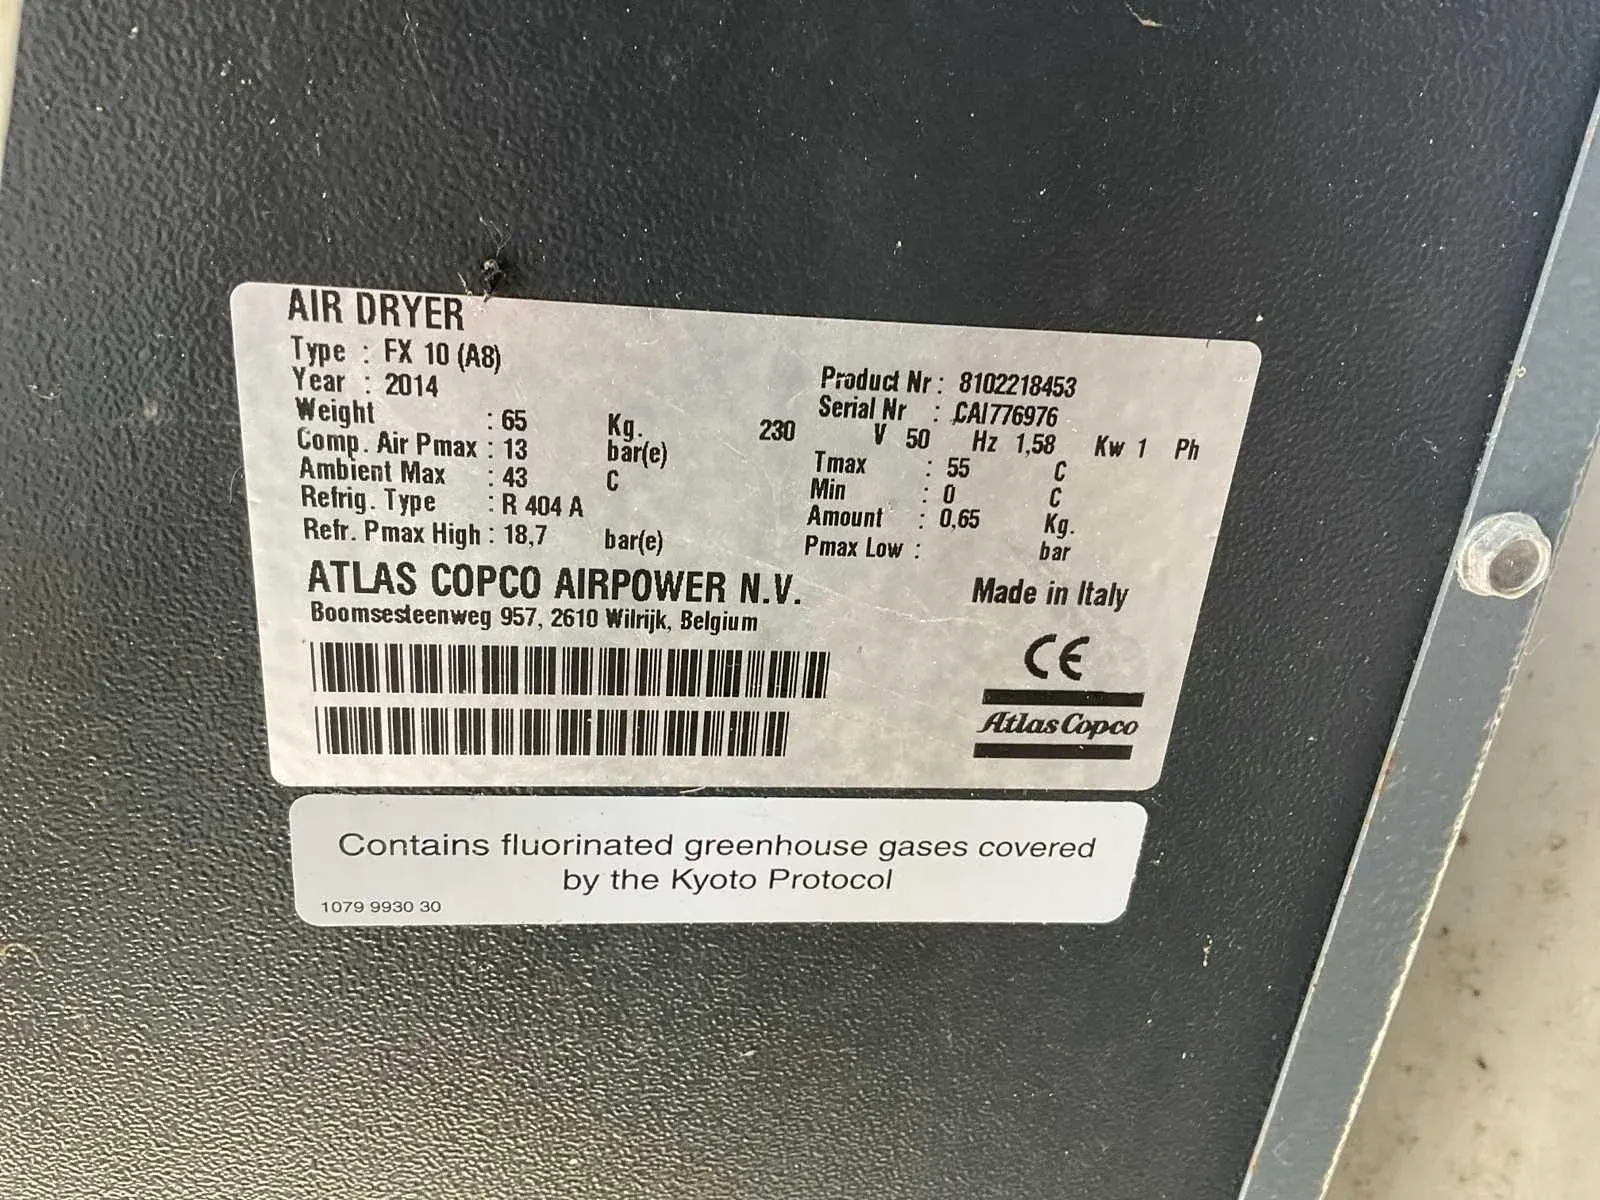 AIR DRYER
Type : FX 10 (A8)
Year : 2014
Product Nr : 8102218453
Weight : 65 Kg.
Serial Nr : CAI776976
230 V 50 Hz 1,58 Kw 1 Ph
Comp. Air Pmax : 13 bar(e)
Tmax : 55 C
Ambient Max : 43 C
Min : 0 C
Refrig. Type : R 404 A
Amount : 0,65 Kg.
Refr. Pmax High : 18,7 bar(e)
Pmax Low : bar
ATLAS COPCO AIRPOWER N.V.
Made in Italy
Boomsesteenweg 957, 2610 Wilrijk, Belgium
CE
Atlas Copco
Contains fluorinated greenhouse gases covered
by the Kyoto Protocol
1079 9930 30